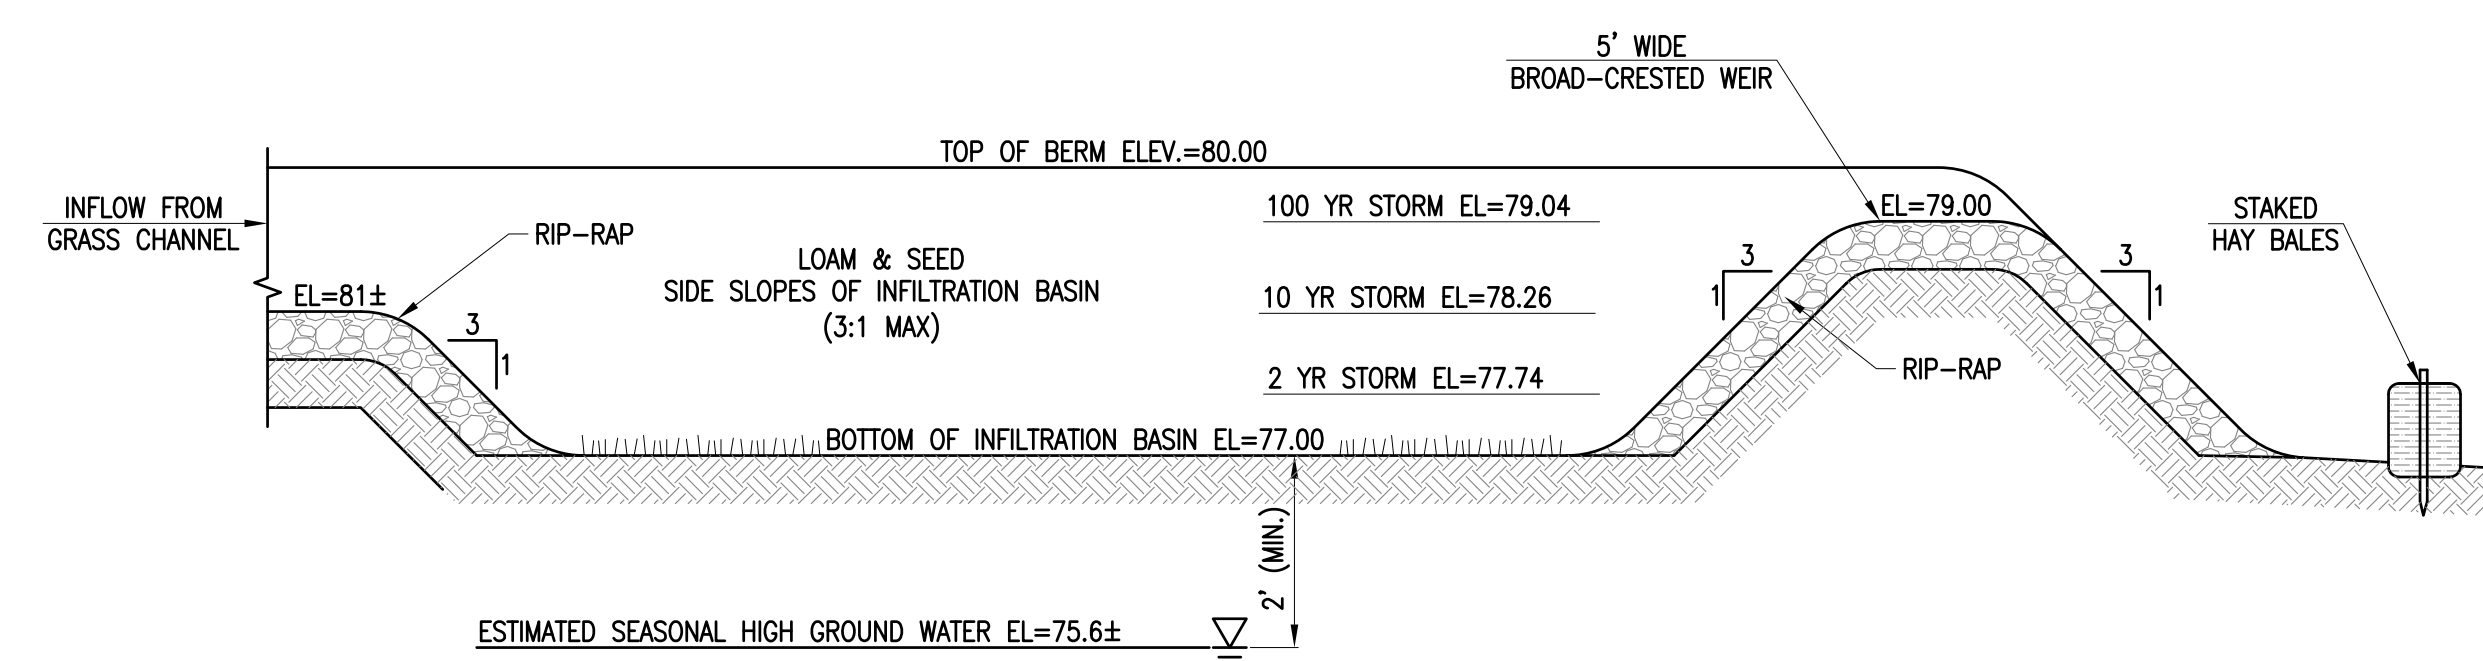 5' WIDE
BROAD-CRESTED WEIR
TOP OF BERM ELEV.=80.00
INFLOW FROM
GRASS CHANNEL
RIP-RAP
LOAM & SEED
SIDE SLOPES OF INFILTRATION BASIN
(3:1 MAX)
100 YR STORM EL=79.04
EL=79.00
STAKED
HAY BALES
3
1
3
1
EL=81±
3
1
10 YR STORM EL=78.26
2 YR STORM EL=77.74
RIP-RAP
BOTTOM OF INFILTRATION BASIN EL=77.00
2' (MIN.)
ESTIMATED SEASONAL HIGH GROUND WATER EL=75.6±